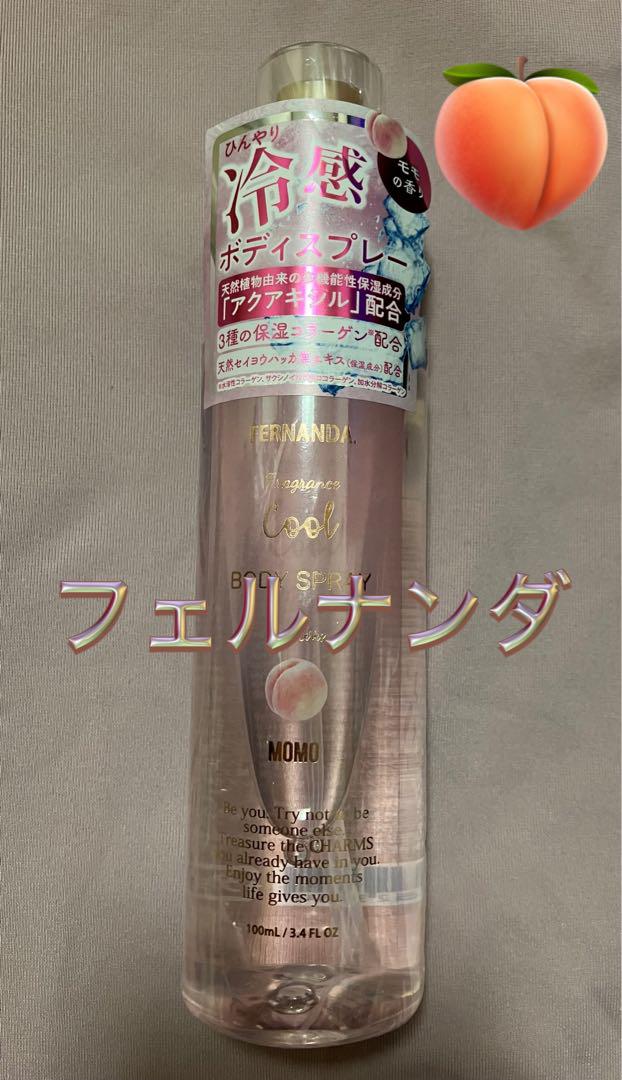 ひんやり
冷感
ボディスプレー
モモ
の香り
天然植物由来の多機能性保湿成分
「アクアキシル」配合
3種の保湿コラーゲン※配合
天然セイヨウハッカ葉エキス(保湿成分)配合
FERNANDA.
Fragrance
Cool
BODY SPRAY
フェルナンダ
MOMO
Be you. Try not to be
someone else.
Treasure the CHARMS
you already have in you.
Enjoy the moments
life gives you.
100mL / 3.4 FL OZ